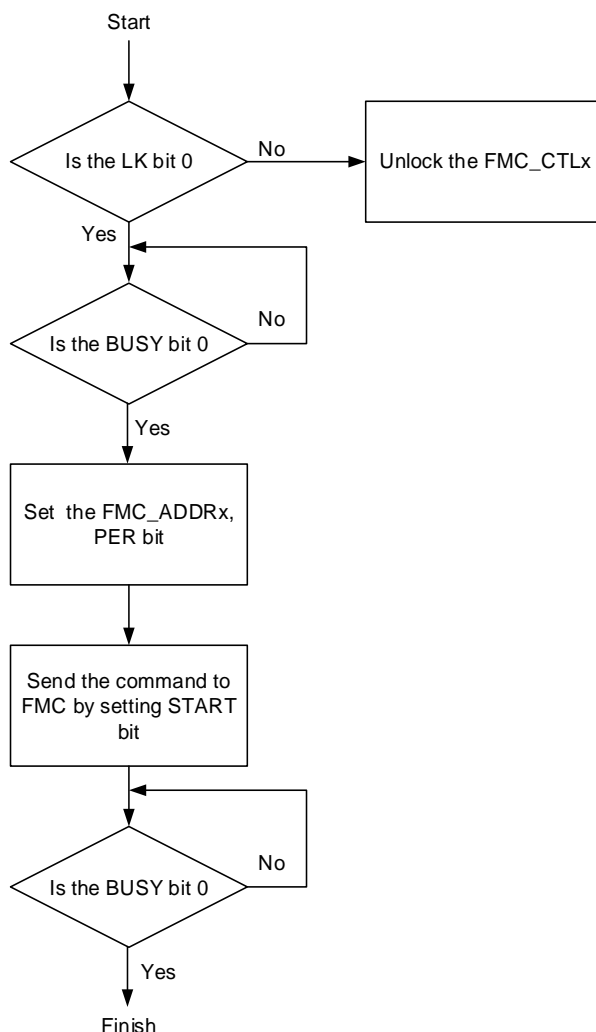 Start
Is the LK bit 0
No
Unlock the FMC_CTLx
Yes
Is the BUSY bit 0
No
Yes
Set the FMC_ADDRx,
PER bit
Send the command to
FMC by setting START
bit
Is the BUSY bit 0
No
Yes
Finish